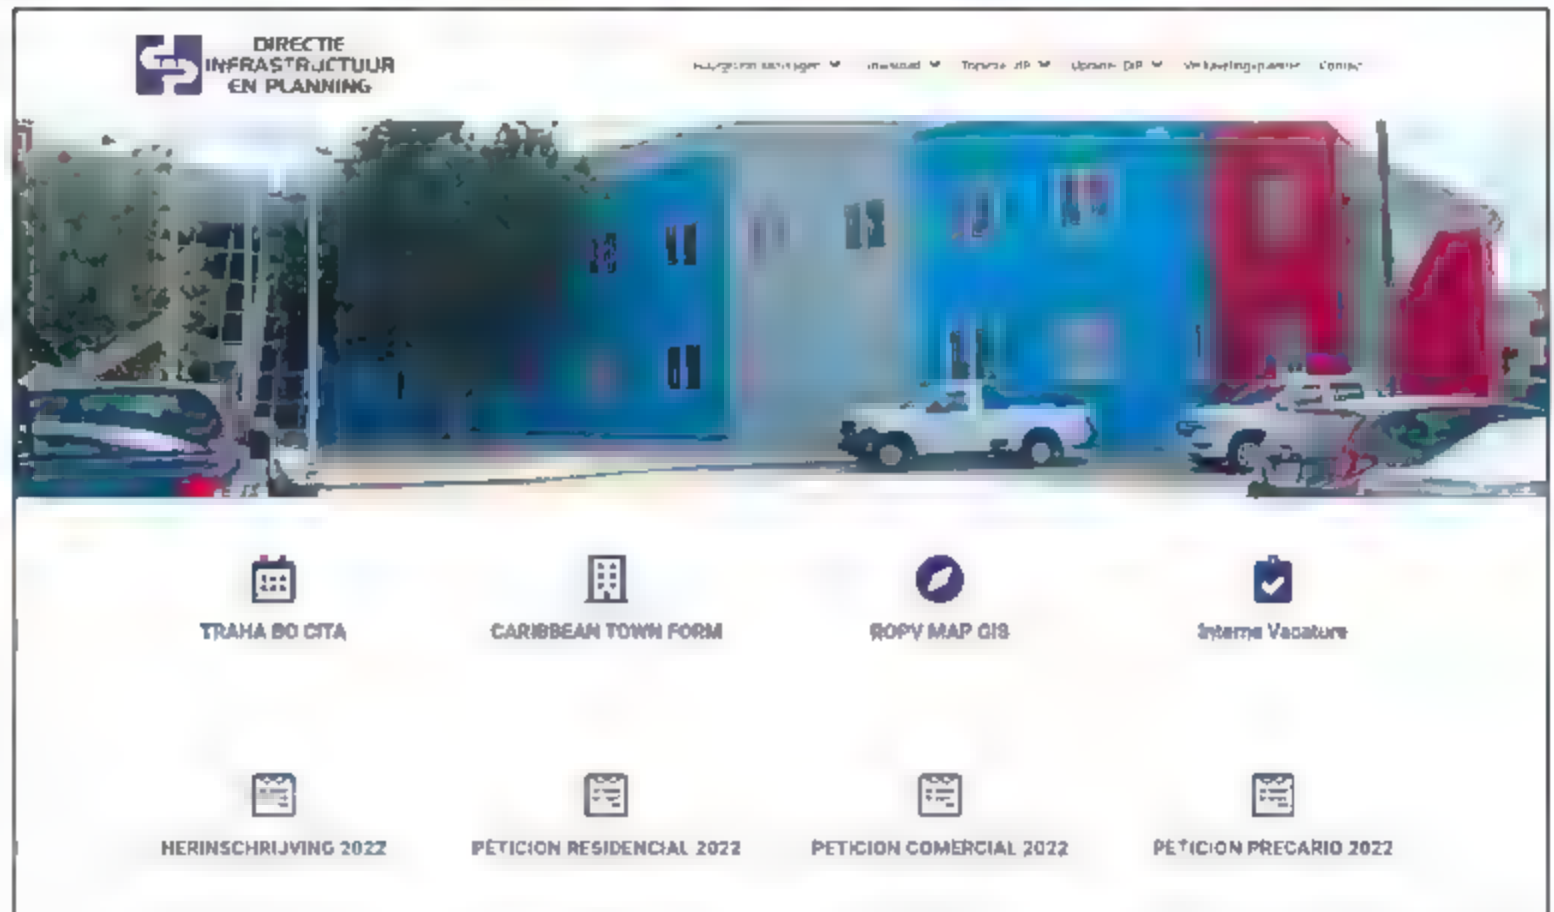 DIRECTIE
INFRASTRUCTUUR
EN PLANNING
Contact
TRAHA BO CITA
CARIBBEAN TOWN FORM
ROPV MAP GIS
Interne Vacature
HERINSCHRIJVING 2022
PETICION RESIDENCIAL 2022
PETICION COMERCIAL 2022
PETICION PRECARIO 2022